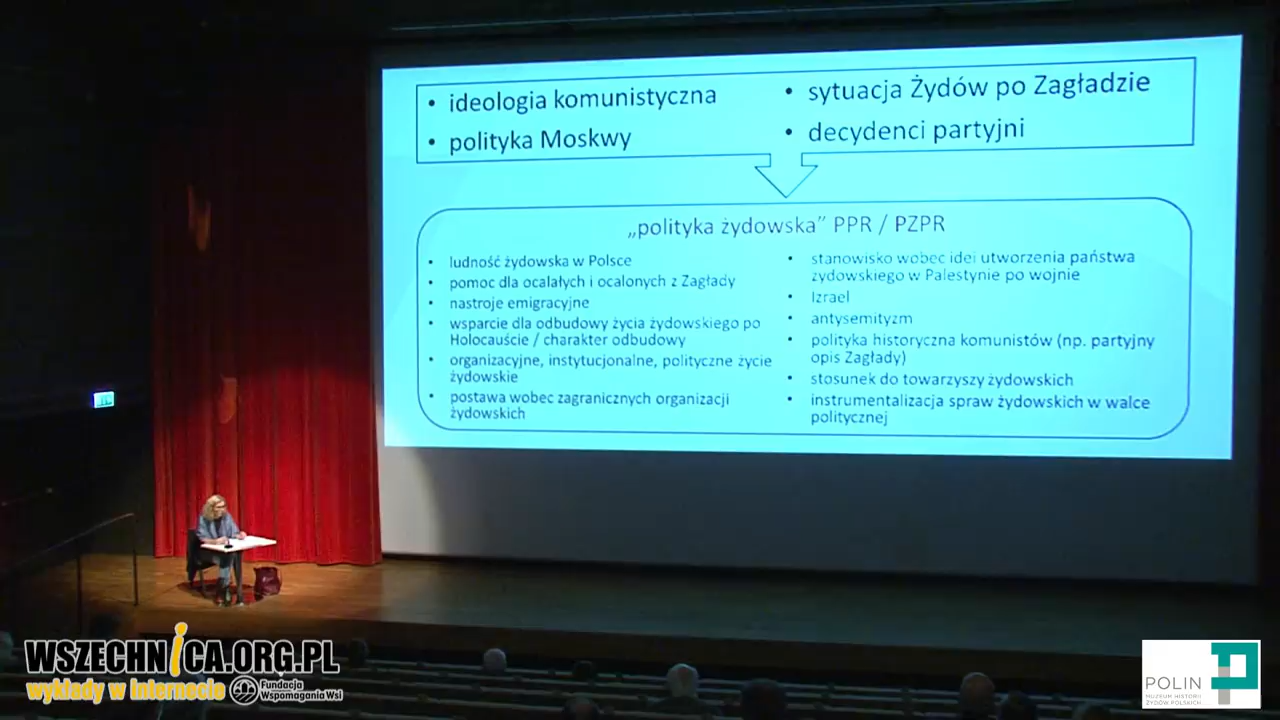 • ideologia komunistyczna
• polityka Moskwy
• sytuacja Żydów po Zagładzie
• decydenci partyjni
„polityka żydowska” PPR / PZPR
• ludność żydowska w Polsce
• pomoc dla ocalałych i ocalonych z Zagłady
• nastroje emigracyjne
• wsparcie dla odbudowy życia żydowskiego po
Holocauście / charakter odbudowy
• organizacyjne, instytucjonalne, polityczne życie
żydowskie
• postawa wobec zagranicznych organizacji
żydowskich
• stanowisko wobec idei utworzenia państwa
żydowskiego w Palestynie po wojnie
• Izrael
• antysemityzm
• polityka historyczna komunistów (np. partyjny
opis Zagłady)
• stosunek do towarzyszy żydowskich
• instrumentalizacja spraw żydowskich w walce
politycznej
WSZECHNICA.ORG.PL
wykłady w internecie
Fundacja
Wspomagania Wsi
POLIN
MUZEUM HISTORII
ŻYDÓW POLSKICH